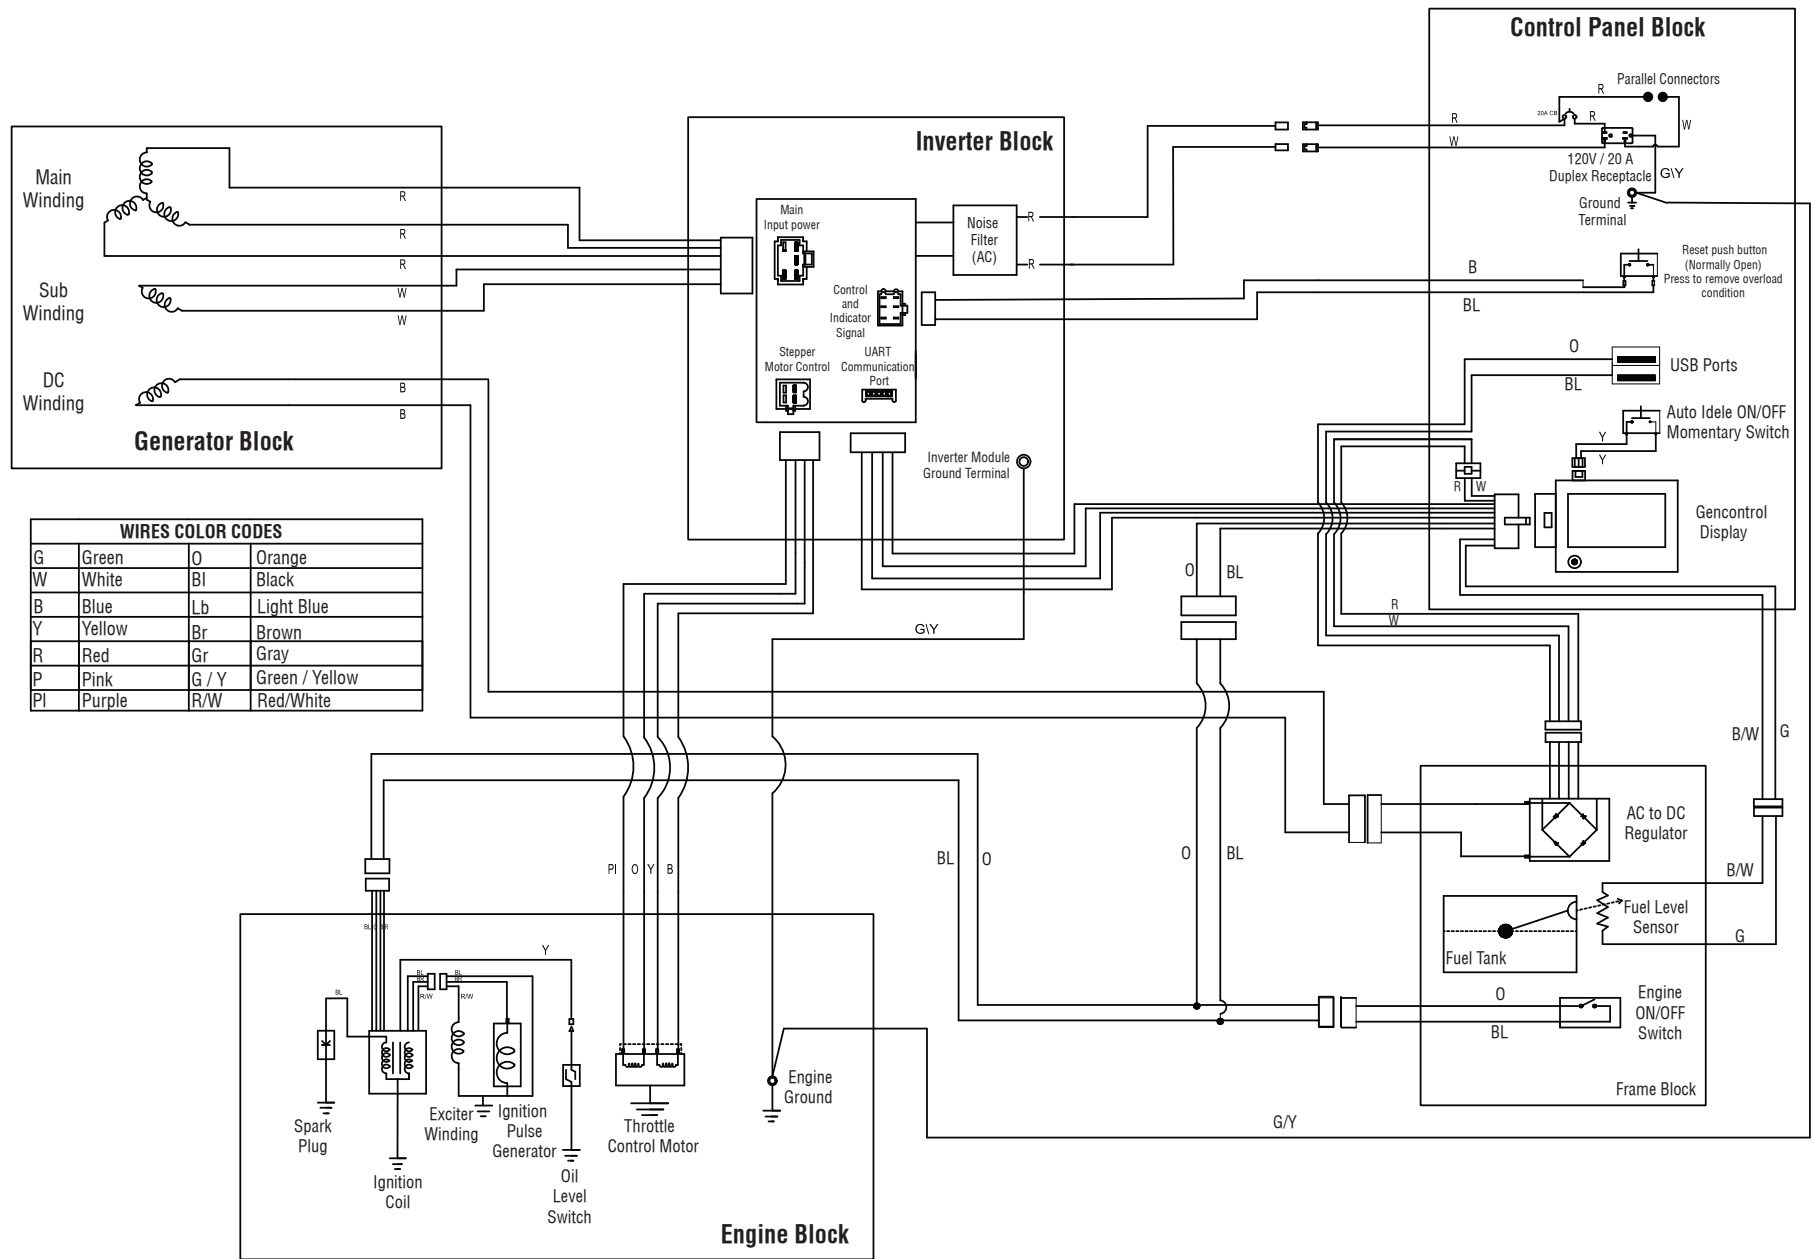 Control Panel Block
Parallel Connectors
R
20A CB
R
R
W
W
120V / 20 A
Duplex Receptacle
G\Y
Ground
Terminal
Reset push button
(Normally Open)
Press to remove overload
condition
B
BL
O
BL
USB Ports
Auto Idele ON/OFF
Momentary Switch
Y
Y
R
W
Gencontrol
Display
R
W
Inverter Block
Main
Input power
Noise
Filter
(AC)
R
R
Control
and
Indicator
Signal
Stepper
Motor Control
UART
Communication
Port
Inverter Module
Ground Terminal
G\Y
Main
Winding
R
R
R
Sub
Winding
W
W
DC
Winding
B
B
Generator Block
WIRES COLOR CODES
G Green O Orange
W White Bl Black
B Blue Lb Light Blue
Y Yellow Br Brown
R Red Gr Gray
P Pink G / Y Green / Yellow
Pl Purple R/W Red/White
O
BL
B/W
G
AC to DC
Regulator
B/W
Fuel Level
Sensor
G
Fuel Tank
O
BL
Engine
ON/OFF
Switch
Frame Block
O
BL
BL
O
Pl
O
Y
B
Y
BL
BL
BR
R/W
BL
BR
R/W
Spark
Plug
Ignition
Coil
Exciter
Winding
Ignition
Pulse
Generator
Oil
Level
Switch
Throttle
Control Motor
Engine
Ground
G/Y
Engine Block